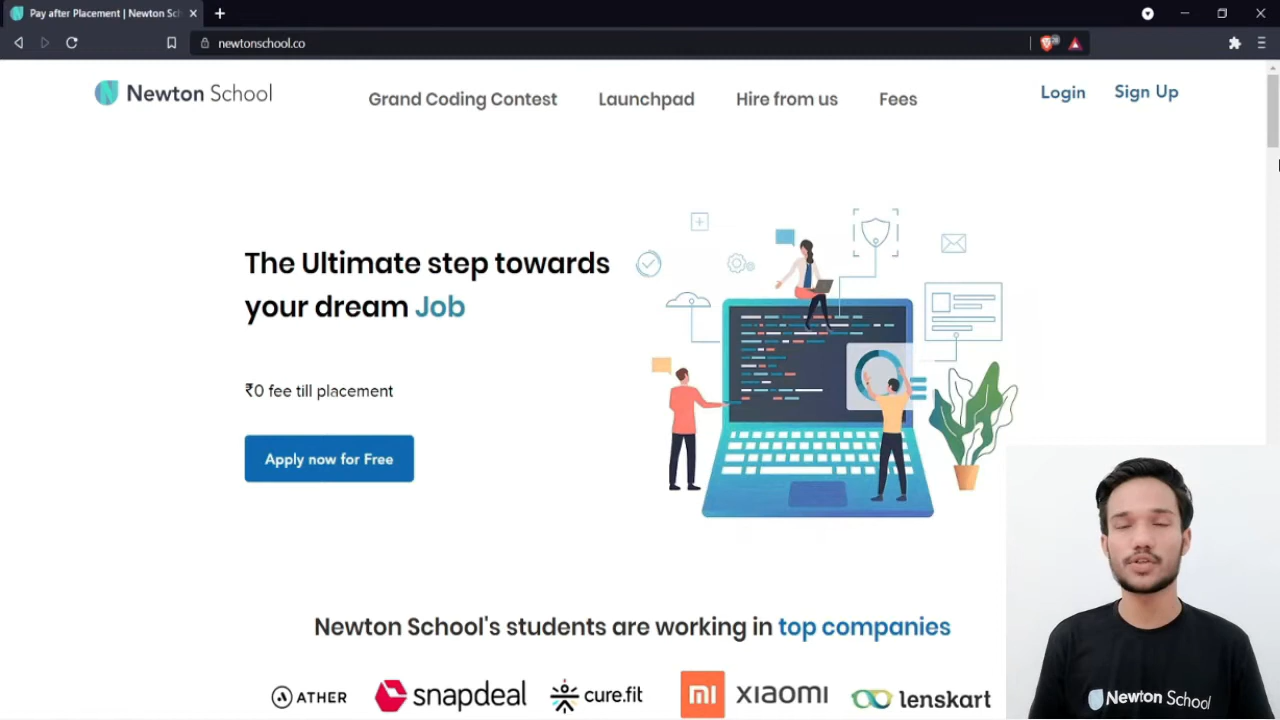 Pay after Placement | Newton Sch
newtonschool.co
Newton School
Grand Coding Contest
Launchpad
Hire from us
Fees
Login
Sign Up
The Ultimate step towards
your dream Job
₹0 fee till placement
Apply now for Free
Newton School's students are working in top companies
ATHER
snapdeal
cure.fit
mi
xiaomi
lenskart
Newton School